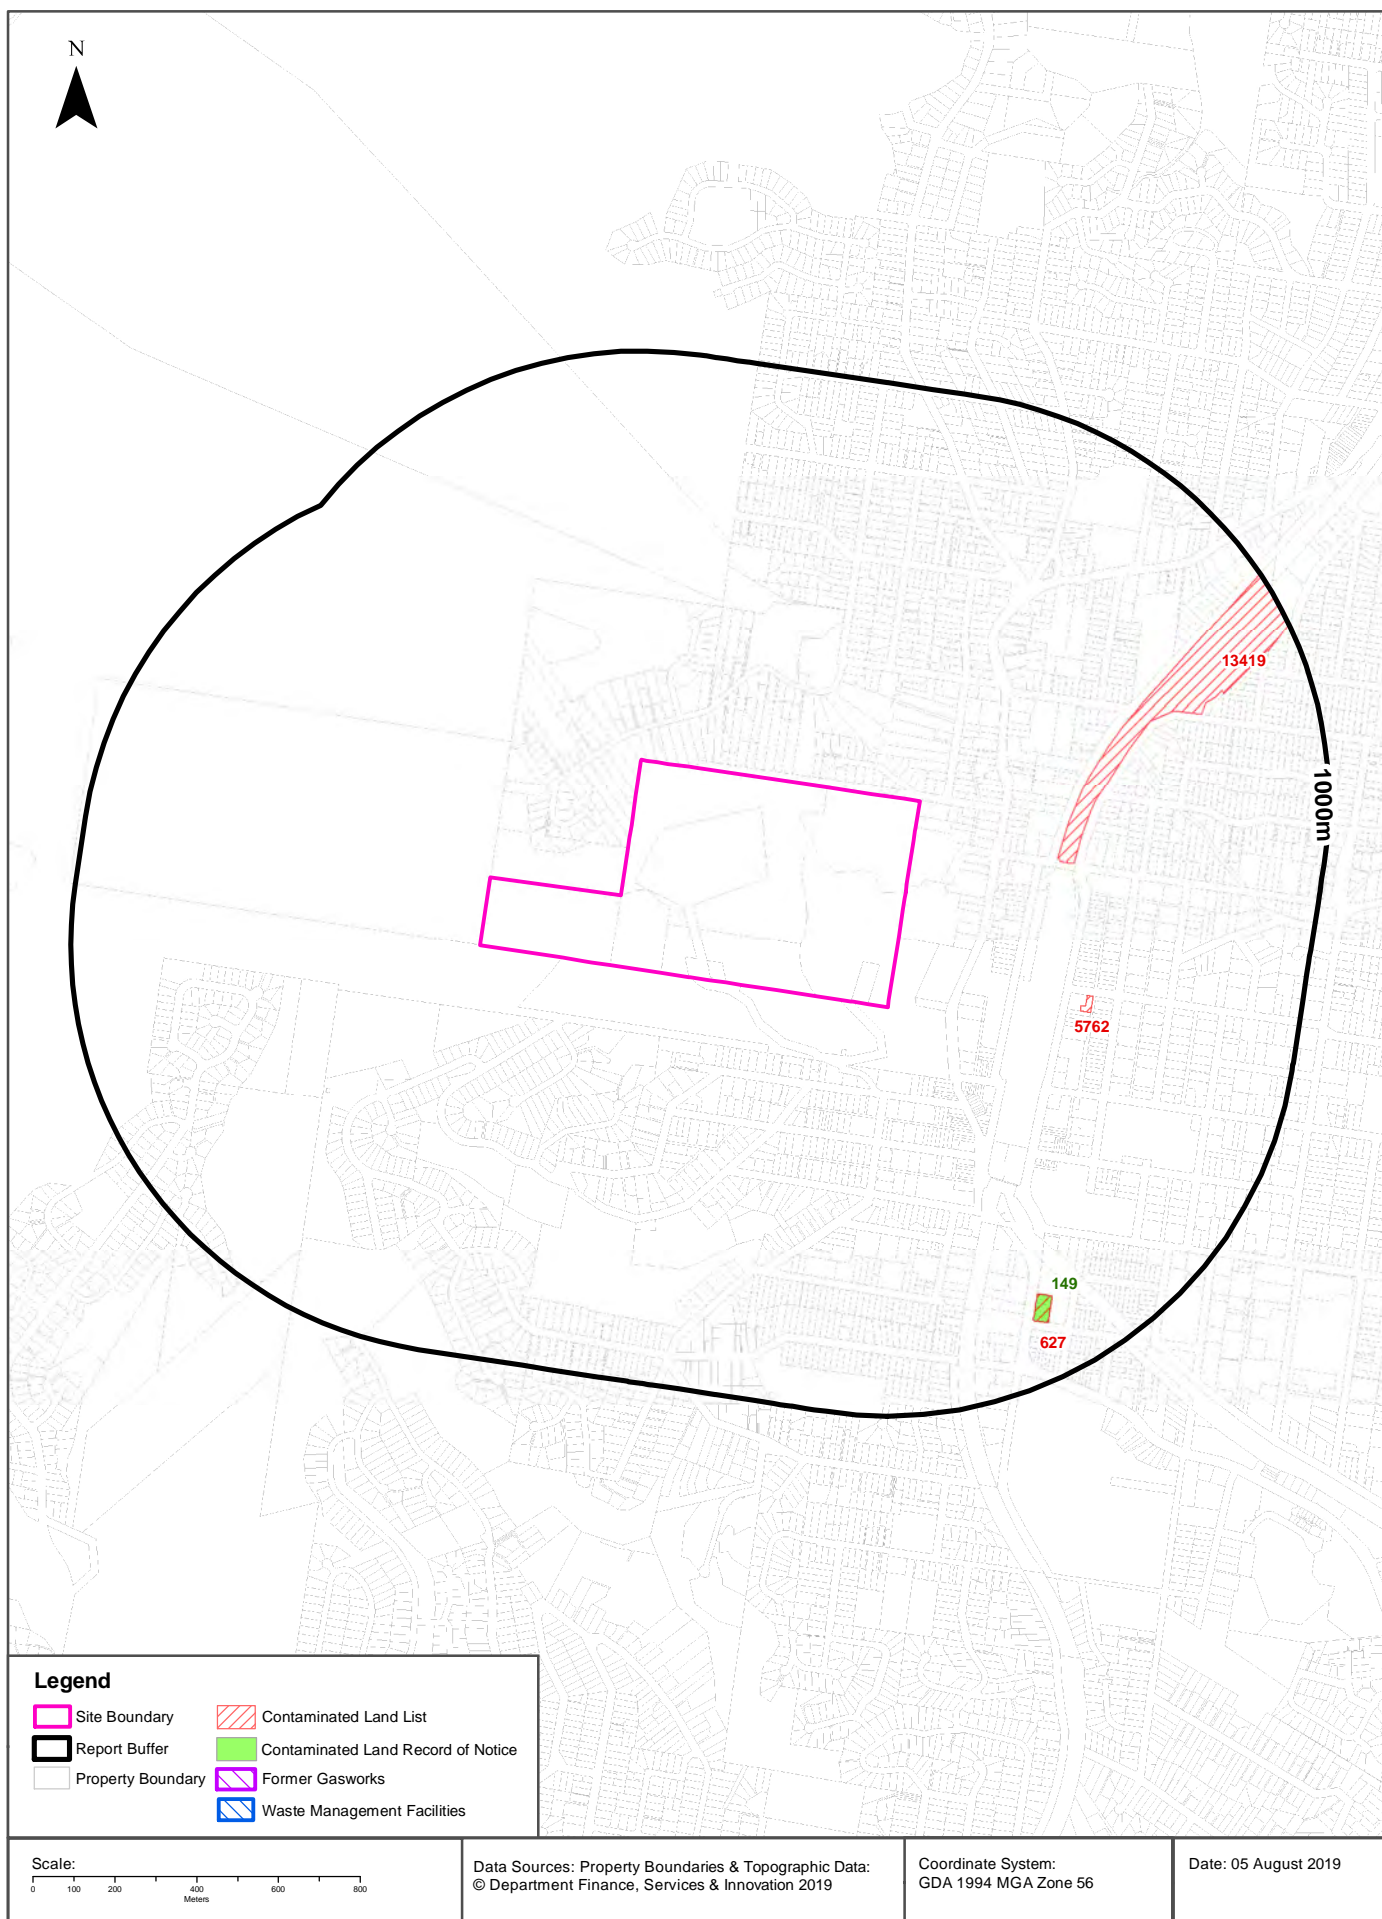 N
13419
1000m
5762
149
627
Legend
Site Boundary
Contaminated Land List
Report Buffer
Contaminated Land Record of Notice
Property Boundary
Former Gasworks
Waste Management Facilities
Scale:
0 100 200 400 600 800
Meters
Data Sources: Property Boundaries & Topographic Data:
© Department Finance, Services & Innovation 2019
Coordinate System:
GDA 1994 MGA Zone 56
Date: 05 August 2019